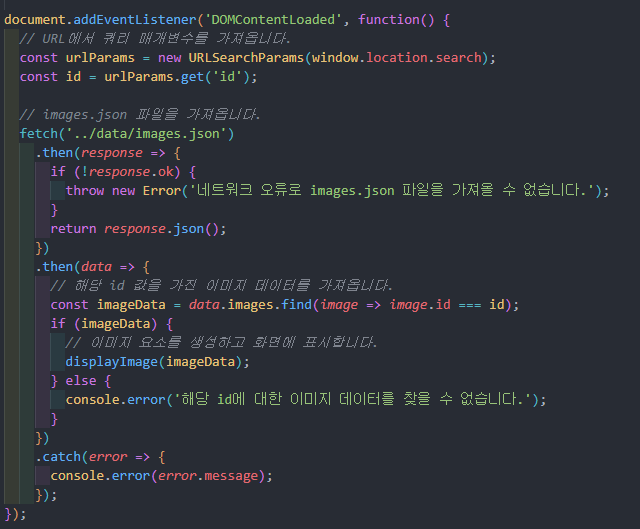 document.addEventListener('DOMContentLoaded', function() {
  // URL에서 쿼리 매개변수를 가져옵니다.
  const urlParams = new URLSearchParams(window.location.search);
  const id = urlParams.get('id');

  // images.json 파일을 가져옵니다.
  fetch('../data/images.json')
    .then(response => {
      if (!response.ok) {
        throw new Error('네트워크 오류로 images.json 파일을 가져올 수 없습니다.');
      }
      return response.json();
    })
    .then(data => {
      // 해당 id 값을 가진 이미지 데이터를 가져옵니다.
      const imageData = data.images.find(image => image.id === id);
      if (imageData) {
        // 이미지 요소를 생성하고 화면에 표시합니다.
        displayImage(imageData);
      } else {
        console.error('해당 id에 대한 이미지 데이터를 찾을 수 없습니다.');
      }
    })
    .catch(error => {
      console.error(error.message);
    });
});